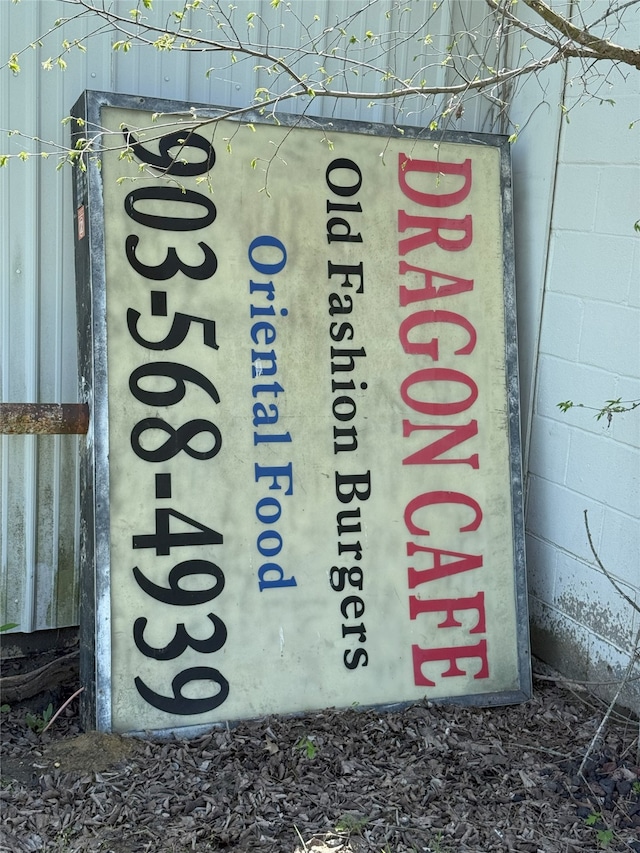 DRAGON CAFE
Old Fashion Burgers
Oriental Food
903-568-4939